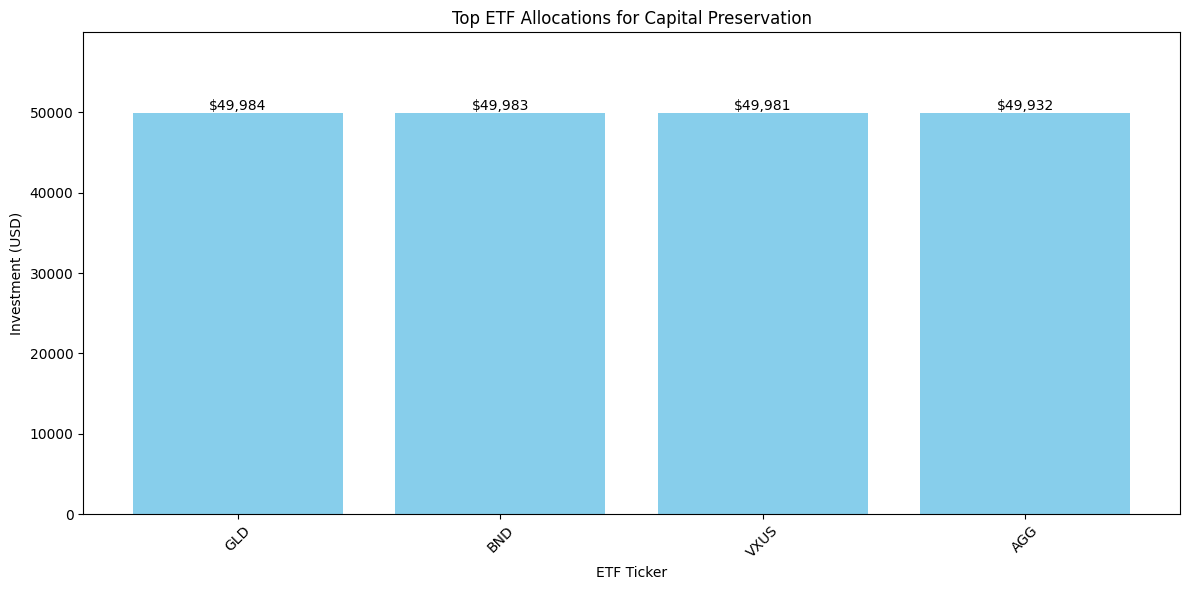 Top ETF Allocations for Capital Preservation
$49,984
$49,983
$49,981
$49,932
50000
40000
30000
20000
10000
0
Investment (USD)
GLD
BND
VXUS
AGG
ETF Ticker